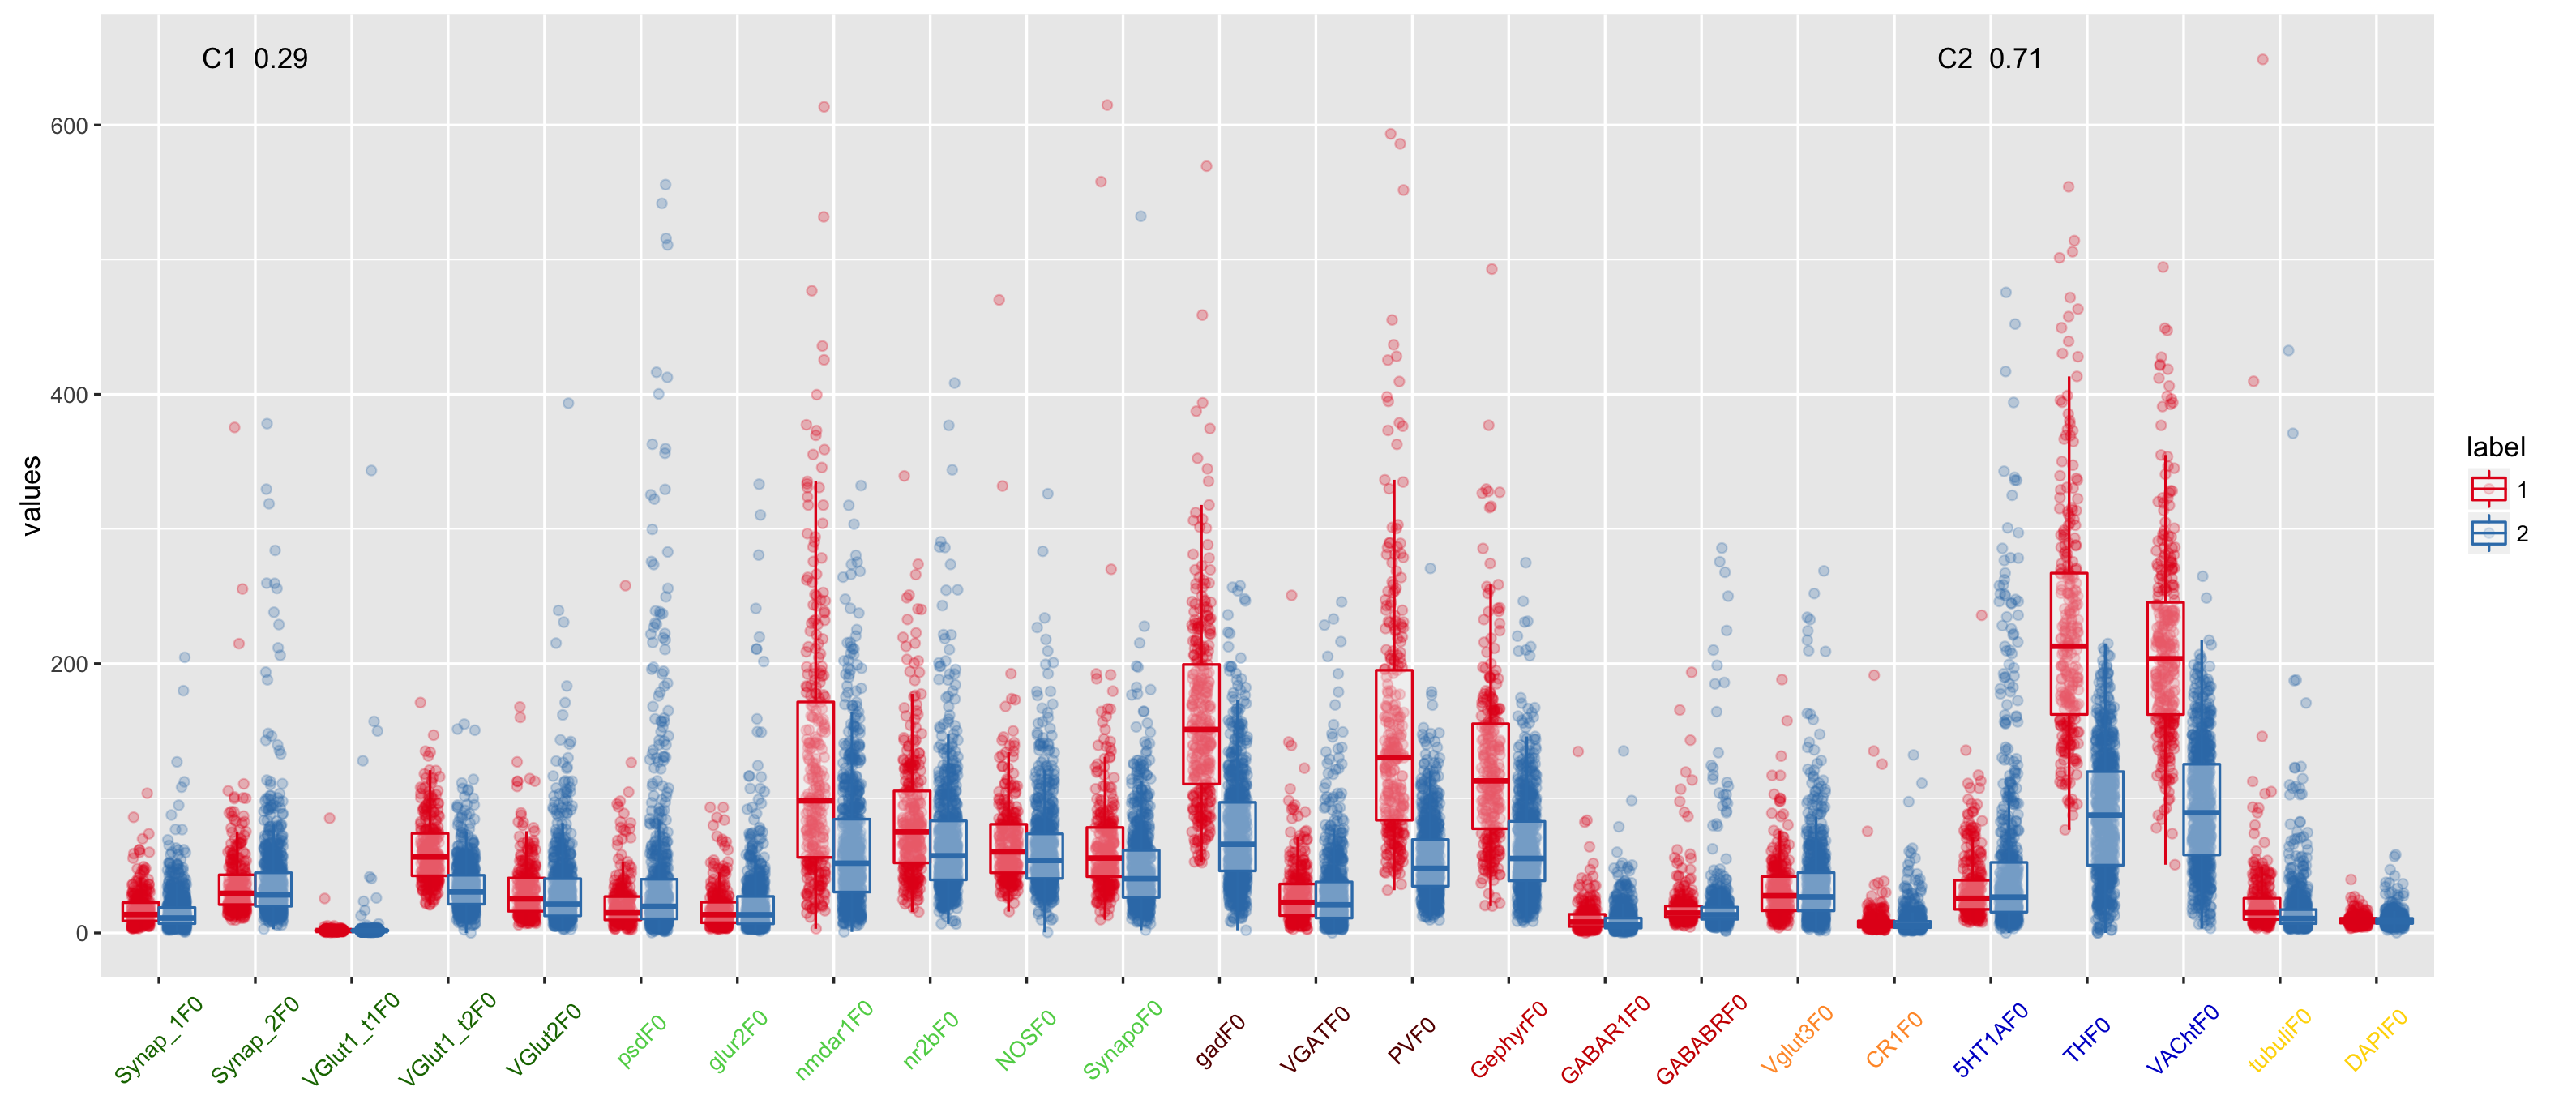 C1 0.29
C2 0.71
values
600
400
200
0
Synap_1F0
Synap_2F0
VGlut1_t1F0
VGlut1_t2F0
VGlut2F0
psdF0
glur2F0
nmdar1F0
nr2bF0
NOSF0
SynapoF0
gadF0
VGATF0
PVF0
GephyrF0
GABAR1F0
GABABRF0
Vglut3F0
CR1F0
5HT1AF0
THF0
VAChtF0
tubuliF0
DAPIF0
label
1
2